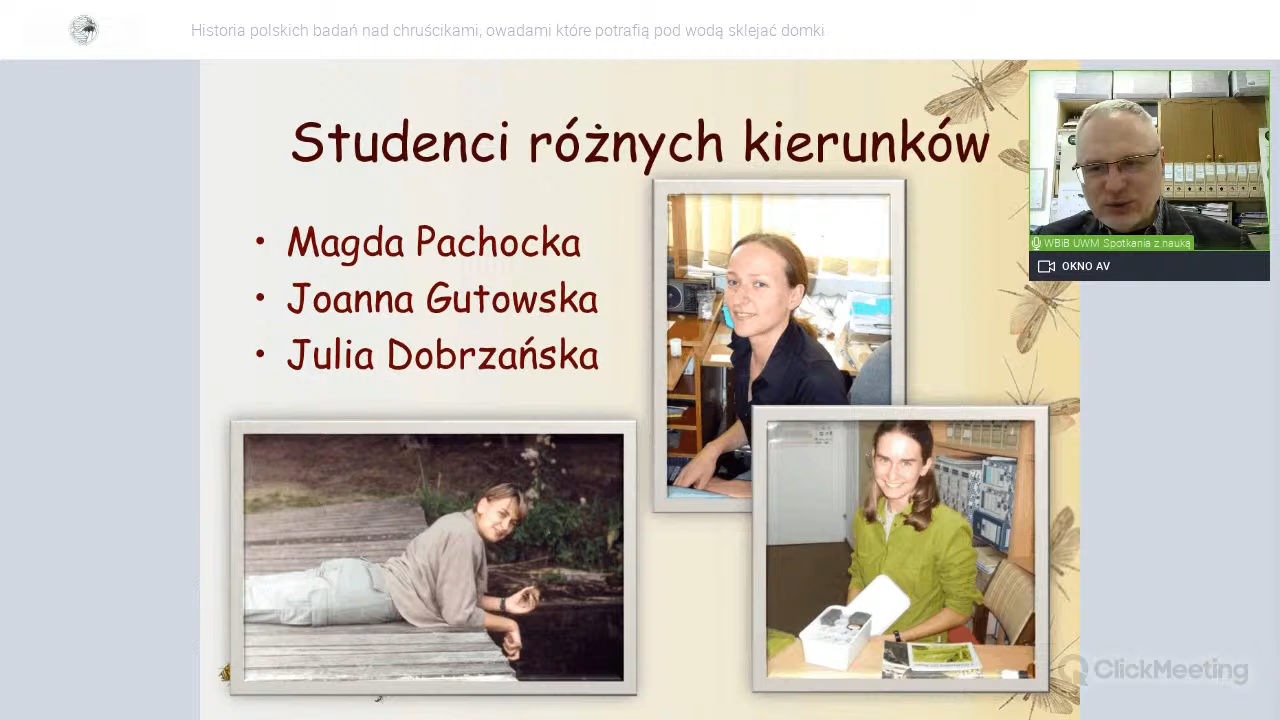 Historia polskich badań nad chruścikami, owadami które potrafią pod wodą sklejać domki
Studenci różnych kierunków
• Magda Pachocka
• Joanna Gutowska
• Julia Dobrzańska
WBiB UWM Spotkania z nauką
OKNO AV
ClickMeeting